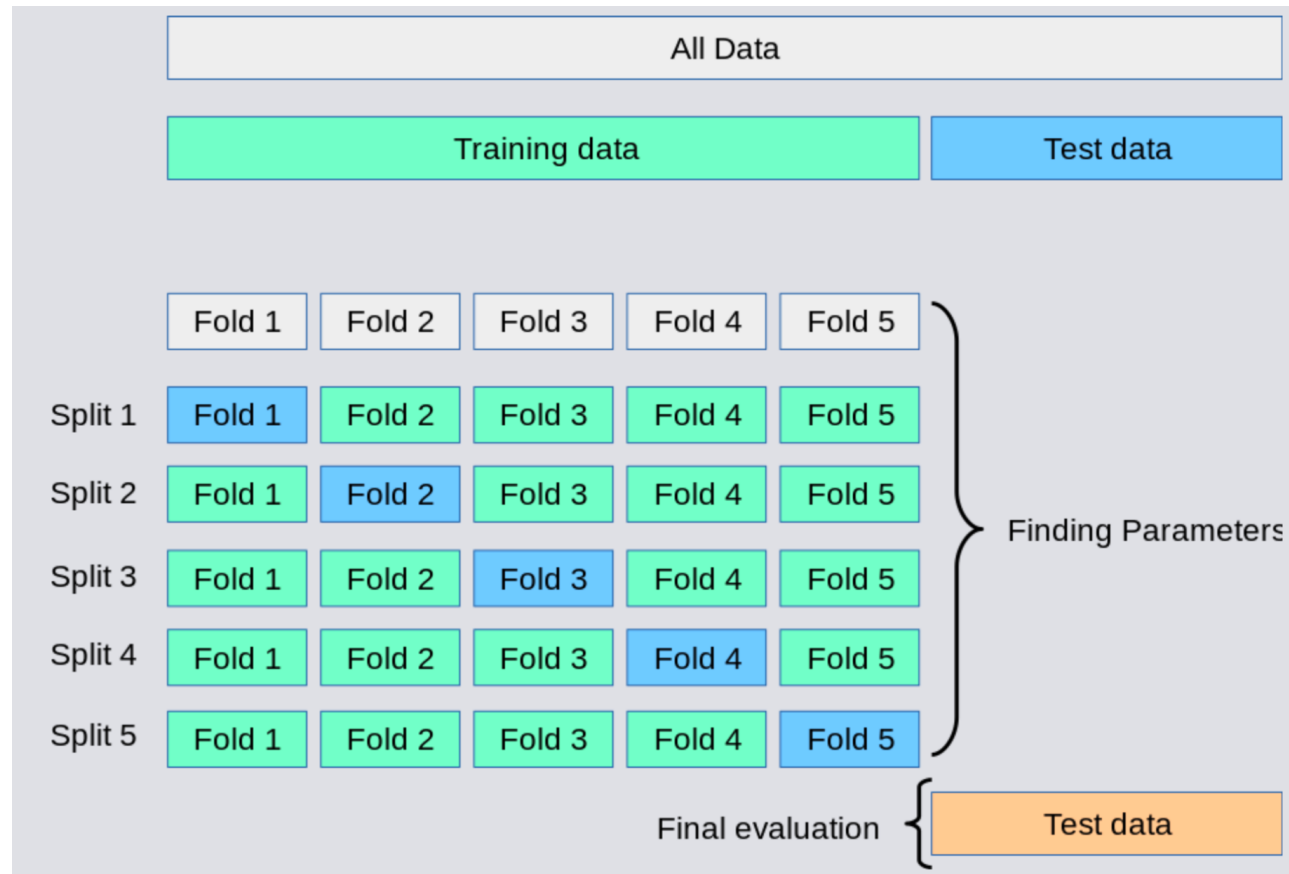 All Data
Training data Test data
Fold 1 Fold 2 Fold 3 Fold 4 Fold 5
Split 1 Fold 1 Fold 2 Fold 3 Fold 4 Fold 5
Split 2 Fold 1 Fold 2 Fold 3 Fold 4 Fold 5
Finding Parameters
Split 3 Fold 1 Fold 2 Fold 3 Fold 4 Fold 5
Split 4 Fold 1 Fold 2 Fold 3 Fold 4 Fold 5
Split 5 Fold 1 Fold 2 Fold 3 Fold 4 Fold 5
Final evaluation Test data